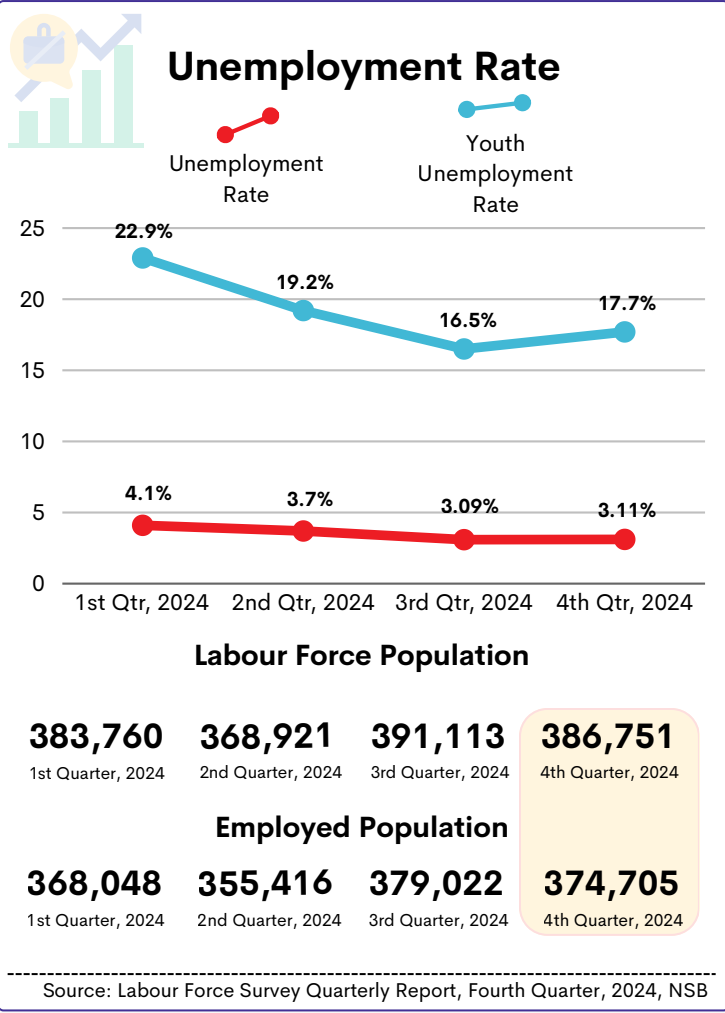 Unemployment Rate
Unemployment
Rate
Youth
Unemployment
Rate
25
20
15
10
5
0
22.9%
19.2%
16.5%
17.7%
4.1%
3.7%
3.09%
3.11%
1st Qtr, 2024 2nd Qtr, 2024 3rd Qtr, 2024 4th Qtr, 2024
Labour Force Population
383,760 368,921 391,113 386,751
1st Quarter, 2024 2nd Quarter, 2024 3rd Quarter, 2024 4th Quarter, 2024
Employed Population
368,048 355,416 379,022 374,705
1st Quarter, 2024 2nd Quarter, 2024 3rd Quarter, 2024 4th Quarter, 2024
Source: Labour Force Survey Quarterly Report, Fourth Quarter, 2024, NSB